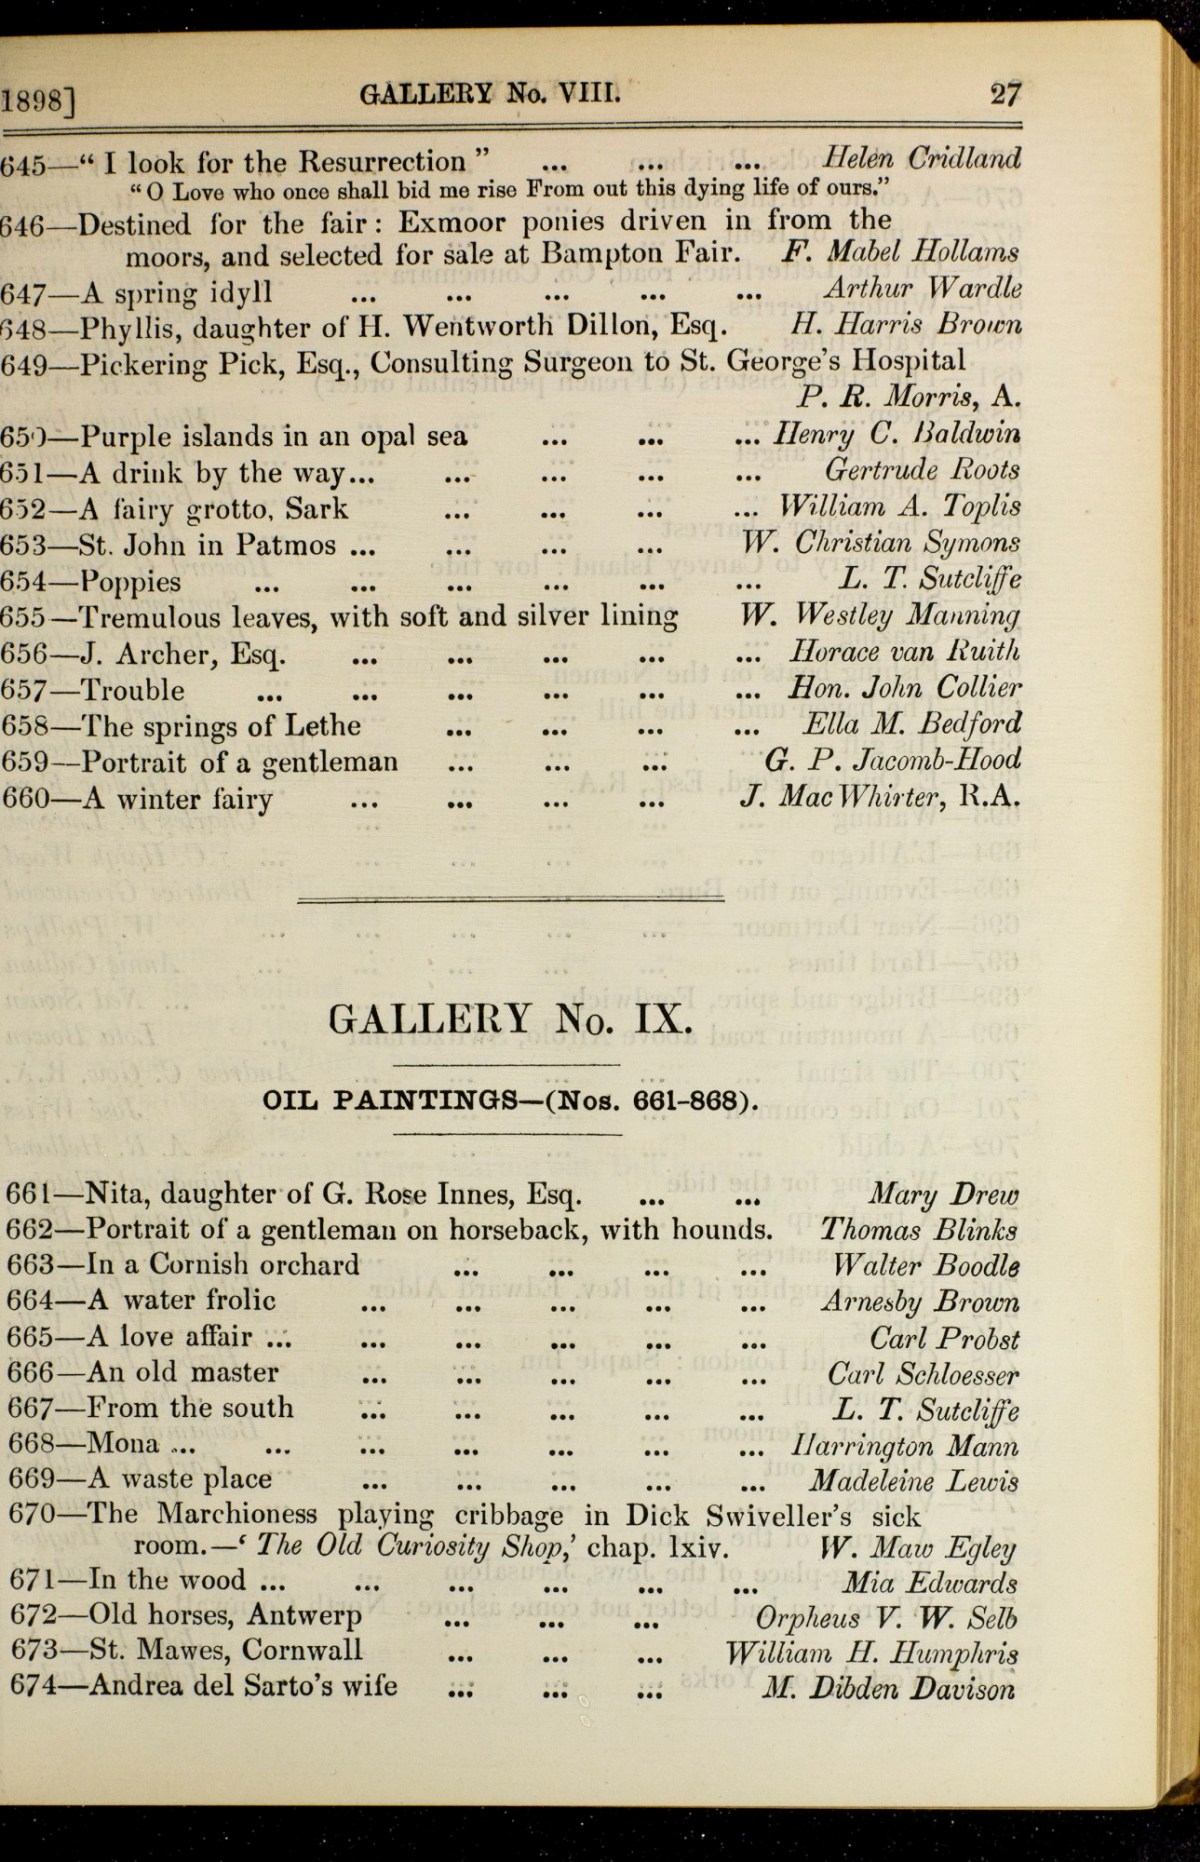 1898] GALLERY No. VIII. 27
645—“ I look for the Resurrection ” ... ... ... Helen Cridland
“ O Love who once shall bid me rise From out this dying life of ours.”
646—Destined for the fair : Exmoor ponies driven in from the
moors, and selected for sale at Bampton Fair. F. Mabel Hollams
647—A spring idyll ... ... ... ... ... Arthur Wardle
648—Phyllis, daughter of H. Wentworth Dillon, Esq. H. Harris Brown
649—Pickering Pick, Esq., Consulting Surgeon to St. George’s Hospital
P. R. Morris, A.
650—Purple islands in an opal sea ... ... ... Henry C. Baldwin
651—A drink by the way... ... ... ... ... Gertrude Roots
652—A fairy grotto, Sark ... ... ... ... William A. Toplis
653—St. John in Patmos ... ... ... ... W. Christian Symons
654—Poppies ... ... ... ... ... ... L. T. Sutcliffe
655—Tremulous leaves, with soft and silver lining W. Westley Manning
656—J. Archer, Esq. ... ... ... ... ... Horace van Ruith
657—Trouble ... ... ... ... ... ... Hon. John Collier
658—The springs of Lethe ... ... ... ... Ella M. Bedford
659—Portrait of a gentleman ... ... ... G. P. Jacomb-Hood
660—A winter fairy ... ... ... ... J. MacWhirter, R.A.
GALLERY No. IX.
OIL PAINTINGS—(Nos. 661-868).
661—Nita, daughter of G. Rose Innes, Esq. ... ... Mary Drew
662—Portrait of a gentleman on horseback, with hounds. Thomas Blinks
663—In a Cornish orchard ... ... ... ... Walter Boodle
664—A water frolic ... ... ... ... ... Arnesby Brown
665—A love affair ... ... ... ... ... ... Carl Probst
666—An old master ... ... ... ... ... Carl Schloesser
667—From the south ... ... ... ... ... L. T. Sutcliffe
668—Mona ... ... ... ... ... ... ... Harrington Mann
669—A waste place ... ... ... ... ... Madeleine Lewis
670—The Marchioness playing cribbage in Dick Swiveller’s sick
room.—‘ The Old Curiosity Shop,’ chap. lxiv. W. Maw Egley
671—In the wood ... ... ... ... ... ... Mia Edwards
672—Old horses, Antwerp ... ... ... Orpheus V. W. Selb
673—St. Mawes, Cornwall ... ... ... William H. Humphris
674—Andrea del Sarto’s wife ... ... ... M. Dibden Davison